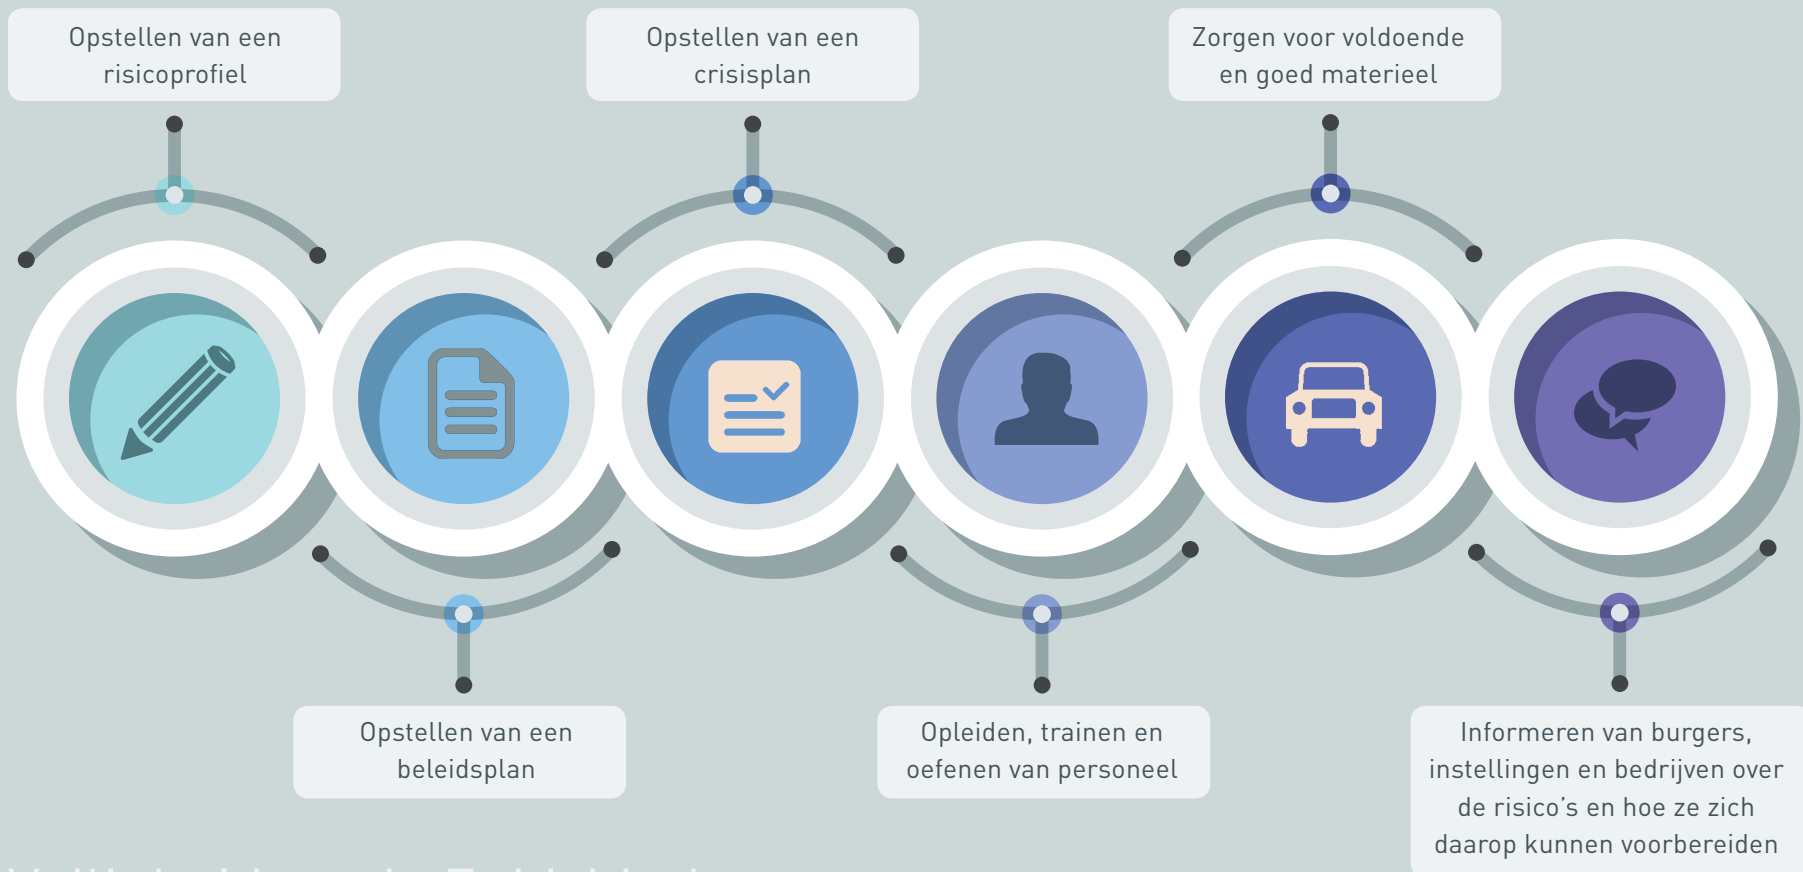 Opstellen van een
risicoprofiel
Opstellen van een
beleidsplan
Opstellen van een
crisisplan
Opleiden, trainen en
oefenen van personeel
Zorgen voor voldoende
en goed materieel
Informeren van burgers,
instellingen en bedrijven over
de risico's en hoe ze zich
daarop kunnen voorbereiden